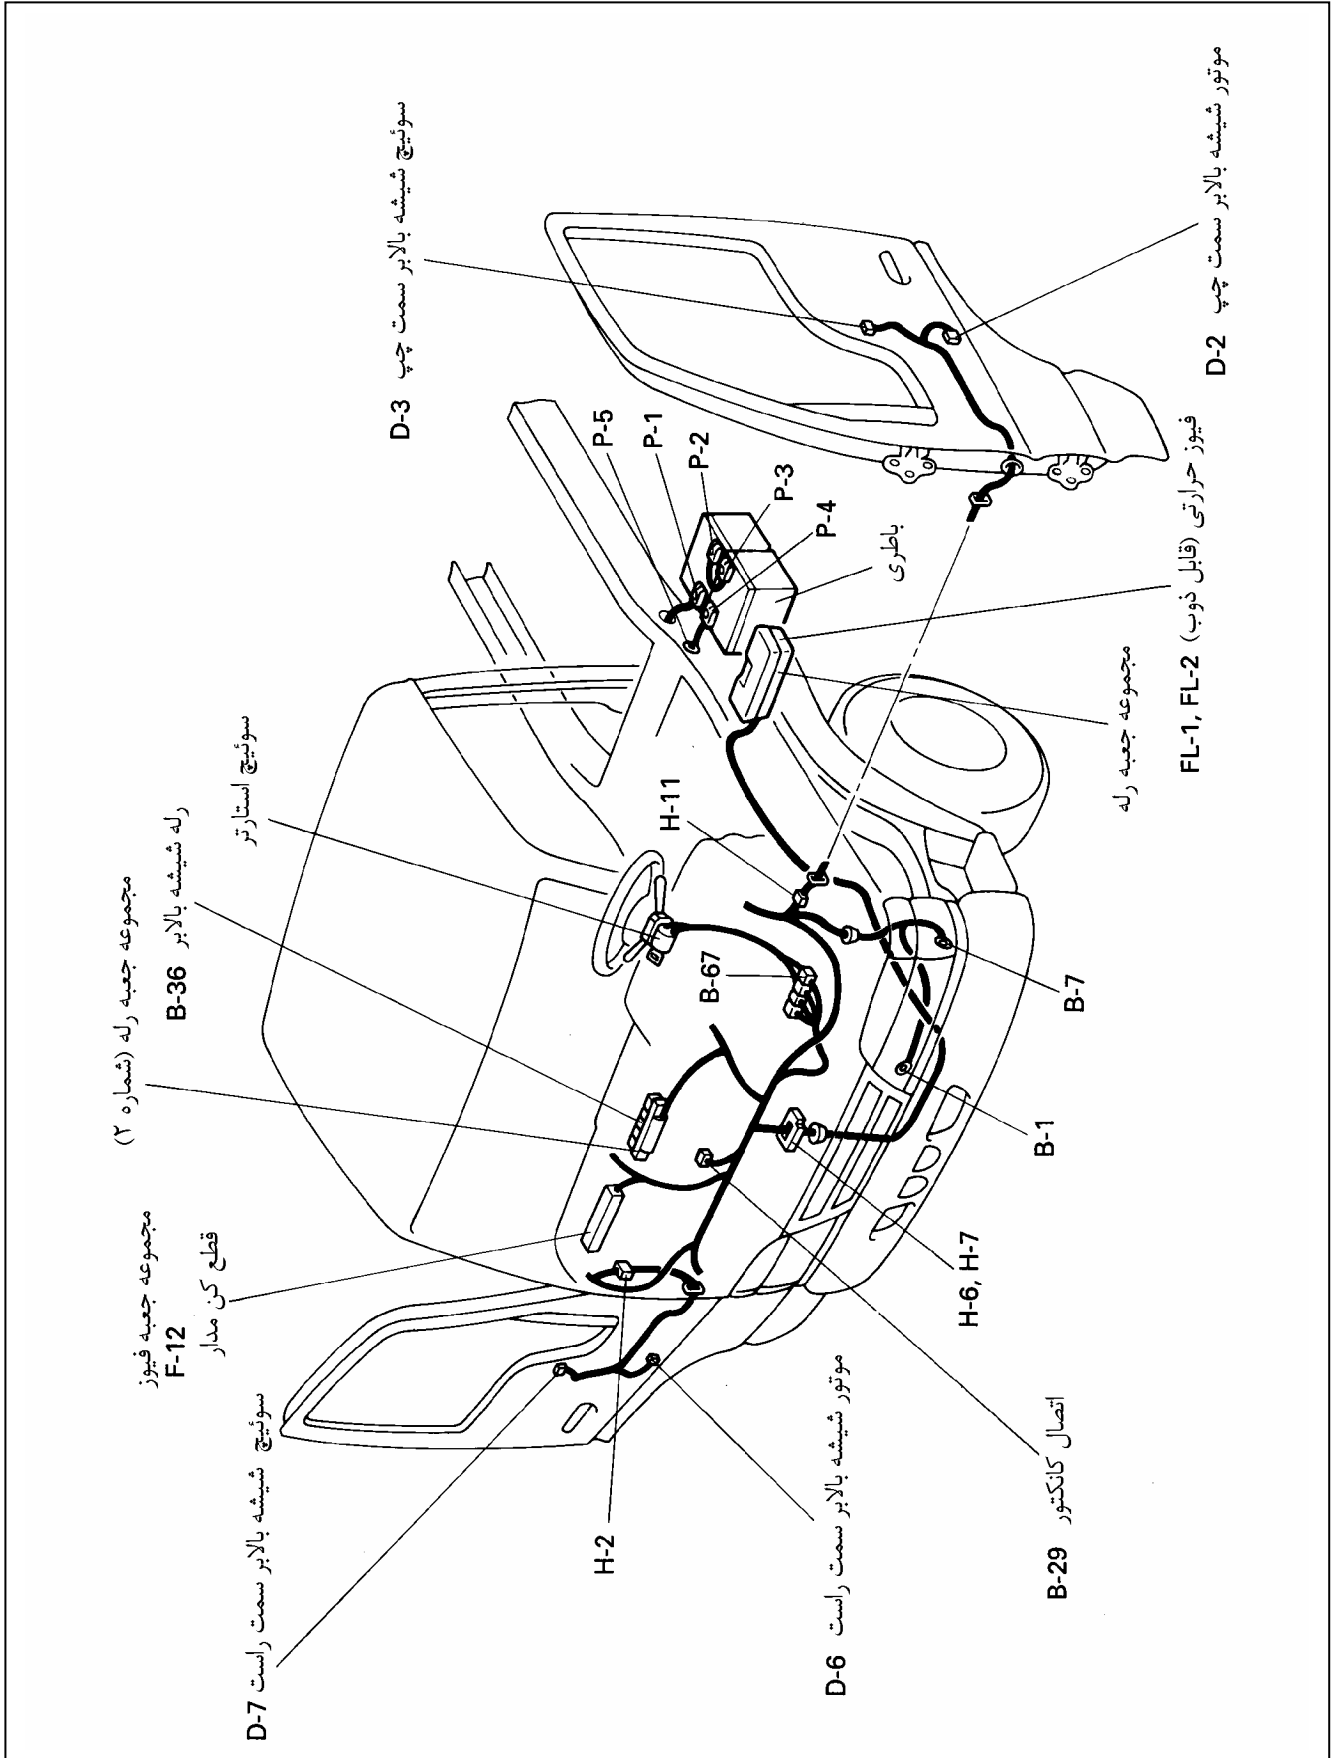 سوئیچ شیشه بالابر سمت راست D-7
مجموعه جعبه فیوز
F-12
قطع کن مدار
مجموعه جعبه رله (شماره ۲)
رله شیشه بالابر B-36
سوئیچ استارتر
سوئیچ شیشه بالابر سمت چپ D-3
P-5
P-1
P-2
P-3
P-4
باطری
H-11
B-67
H-2
موتور شیشه بالابر سمت راست D-6
اتصال کانکتور B-29
H-6, H-7
B-1
B-7
مجموعه جعبه رله
فیوز حرارتی (قابل ذوب) FL-1, FL-2
موتور شیشه بالابر سمت چپ D-2